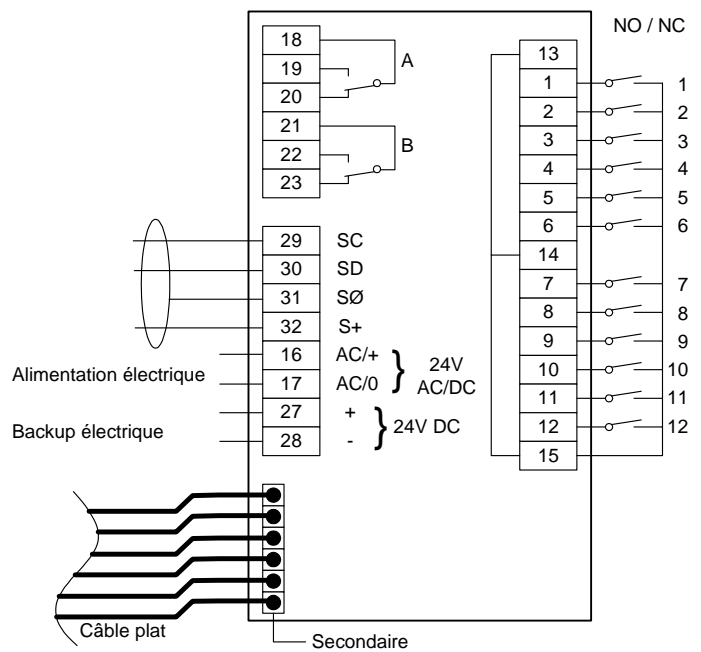 NO / NC
18
19
20
A
21
22
23
B
29 SC
30 SD
31 SØ
32 S+
Alimentation électrique
16 AC/+
17 AC/0
} 24V
AC/DC
Backup électrique
27 +
28 -
} 24V DC
13
1 1
2 2
3 3
4 4
5 5
6 6
14
7 7
8 8
9 9
10 10
11 11
12 12
15
Câble plat
Secondaire